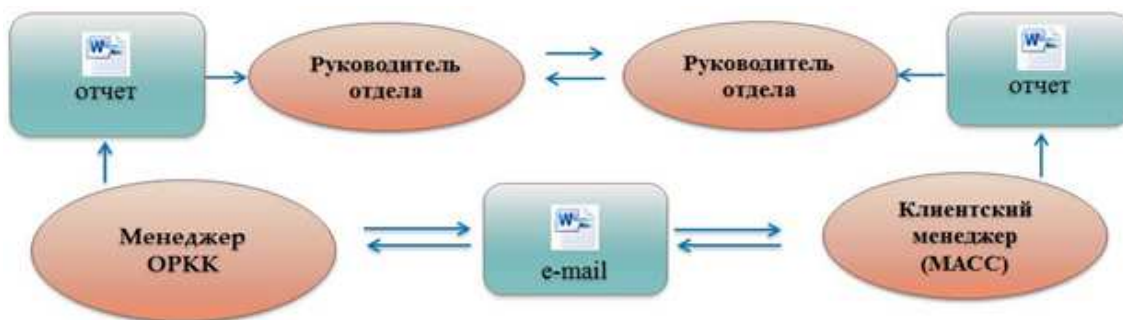 отчет
Руководитель
отдела
Руководитель
отдела
отчет
Менеджер
ОРКК
e-mail
Клиентский
менеджер
(МАСС)